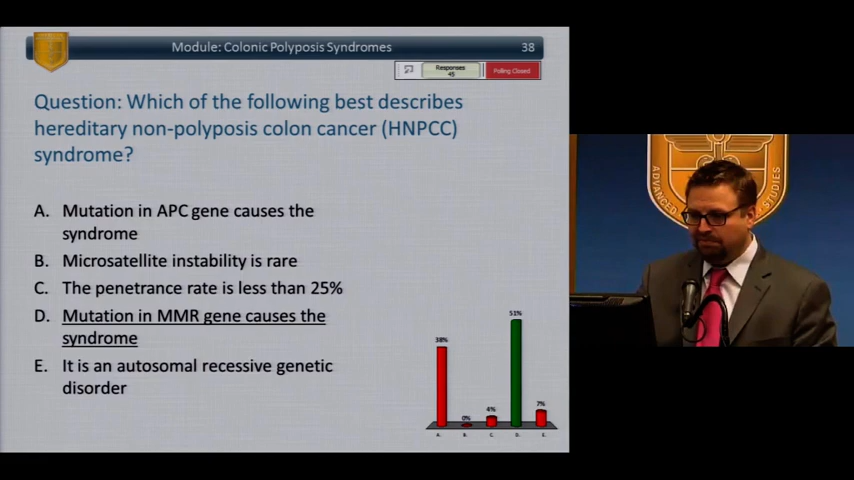 Module: Colonic Polyposis Syndromes
38
Responses
45
Polling Closed
Question: Which of the following best describes
hereditary non-polyposis colon cancer (HNPCC)
syndrome?
A. Mutation in APC gene causes the
syndrome
B. Microsatellite instability is rare
C. The penetrance rate is less than 25%
D. Mutation in MMR gene causes the
syndrome
E. It is an autosomal recessive genetic
disorder
38%
0%
4%
51%
7%
A. B. C. D. E.
ADVANCED STUDIES